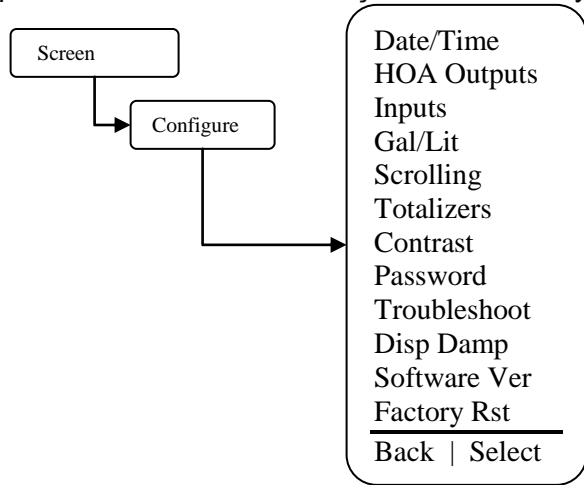 Screen
Configure
Date/Time
HOA Outputs
Inputs
Gal/Lit
Scrolling
Totalizers
Contrast
Password
Troubleshoot
Disp Damp
Software Ver
Factory Rst
Back | Select